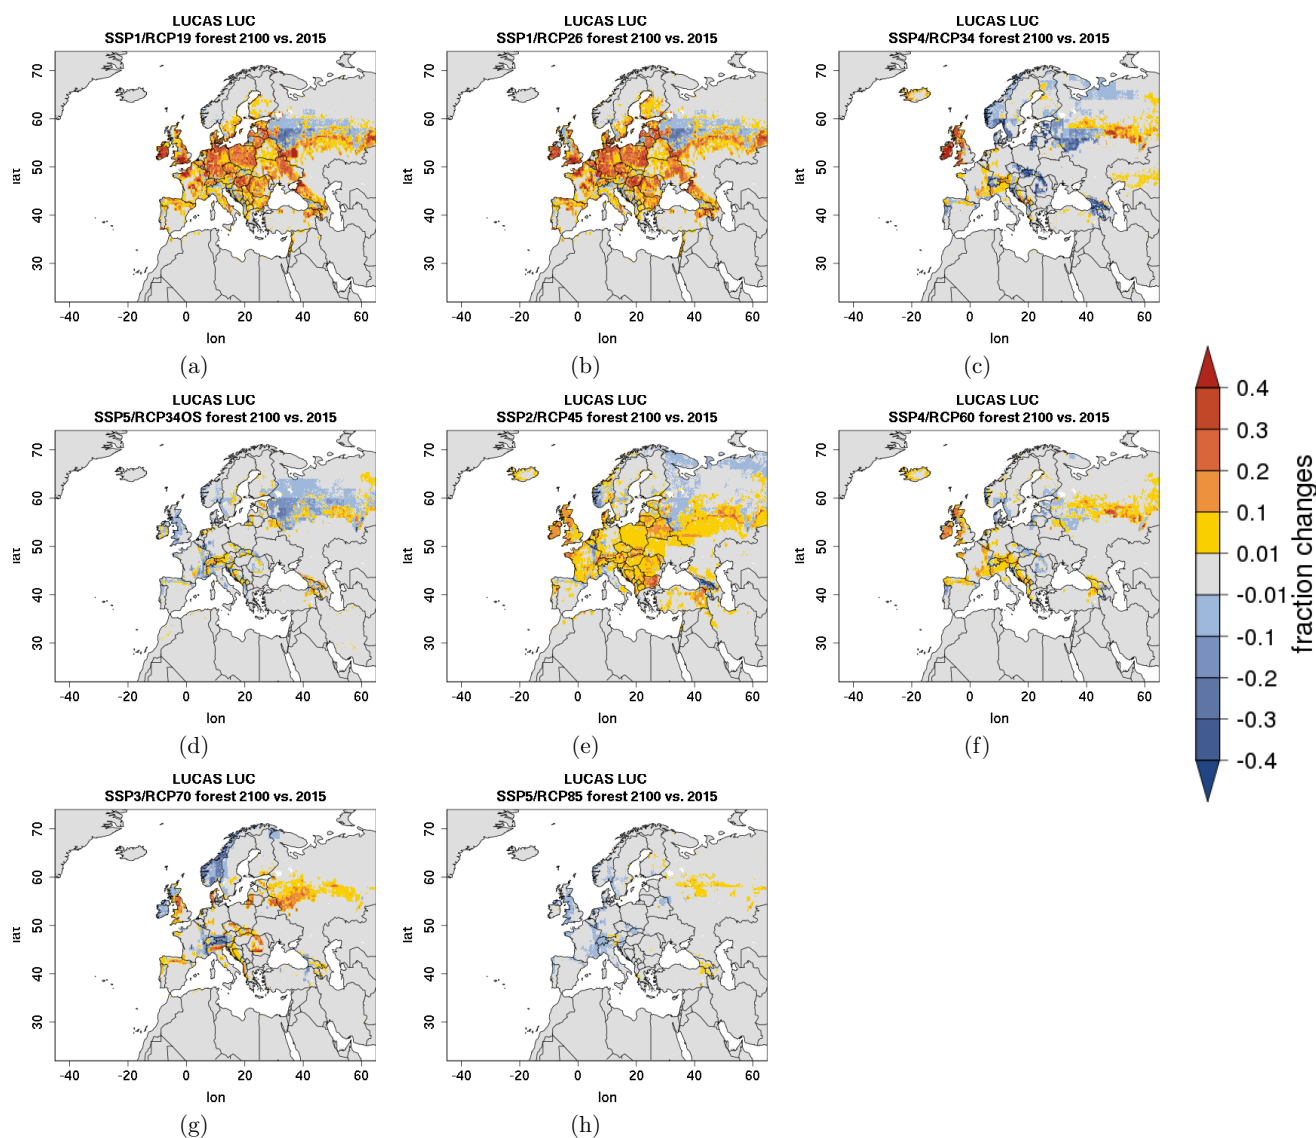 LUCAS LUC
SSP1/RCP19 forest 2100 vs. 2015
70
60
50
40
30
lat
-40 -20 0 20 40 60
lon
(a)
LUCAS LUC
SSP1/RCP26 forest 2100 vs. 2015
70
60
50
40
30
lat
-40 -20 0 20 40 60
lon
(b)
LUCAS LUC
SSP4/RCP34 forest 2100 vs. 2015
70
60
50
40
30
lat
-40 -20 0 20 40 60
lon
(c)
LUCAS LUC
SSP5/RCP34OS forest 2100 vs. 2015
70
60
50
40
30
lat
-40 -20 0 20 40 60
lon
(d)
LUCAS LUC
SSP2/RCP45 forest 2100 vs. 2015
70
60
50
40
30
lat
-40 -20 0 20 40 60
lon
(e)
LUCAS LUC
SSP4/RCP60 forest 2100 vs. 2015
70
60
50
40
30
lat
-40 -20 0 20 40 60
lon
(f)
LUCAS LUC
SSP3/RCP70 forest 2100 vs. 2015
70
60
50
40
30
lat
-40 -20 0 20 40 60
lon
(g)
LUCAS LUC
SSP5/RCP85 forest 2100 vs. 2015
70
60
50
40
30
lat
-40 -20 0 20 40 60
lon
(h)
0.4
0.3
0.2
0.1
0.01
-0.01
-0.1
-0.2
-0.3
-0.4
fraction changes